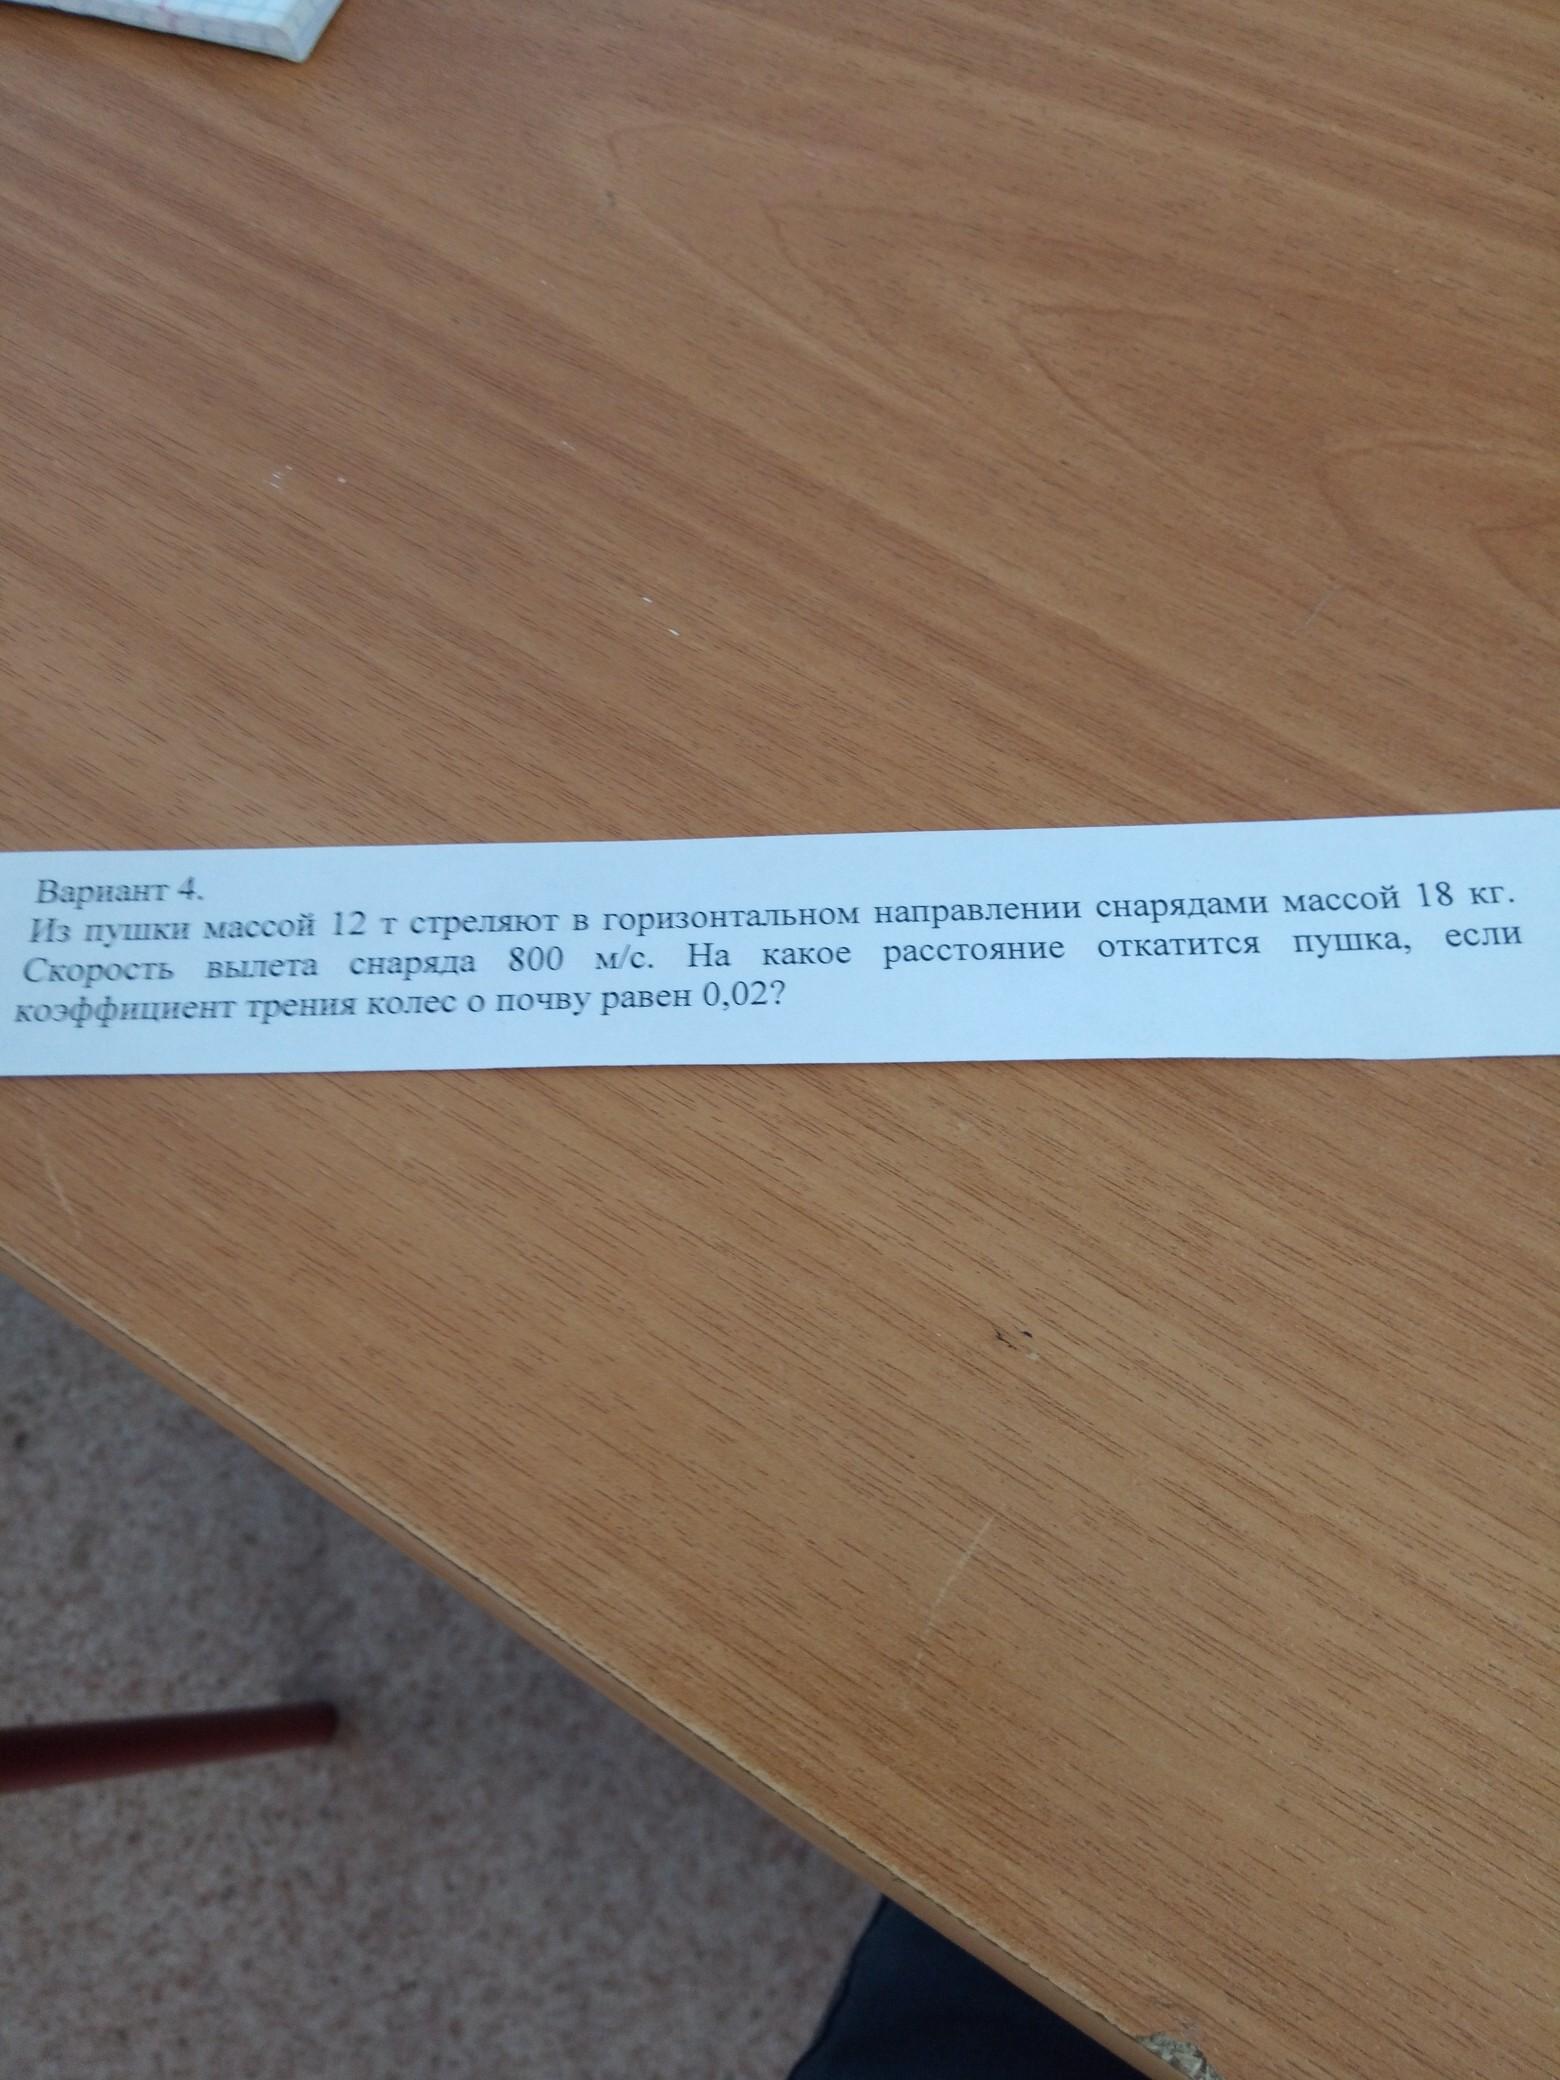 Вариант 4.
Из пушки массой 12 т стреляют в горизонтальном направлении снарядами массой 18 кг.
Скорость вылета снаряда 800 м/с. На какое расстояние откатится пушка, если
коэффициент трения колес о почву равен 0,02?